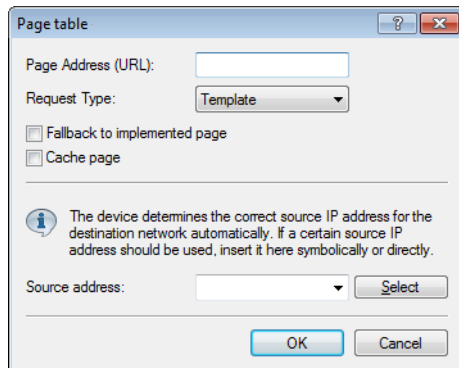 Page table
Page Address (URL):
Request Type:
Template
Fallback to implemented page
Cache page
The device determines the correct source IP address for the
destination network automatically. If a certain source IP
address should be used, insert it here symbolically or directly.
Source address:
Select
OK
Cancel